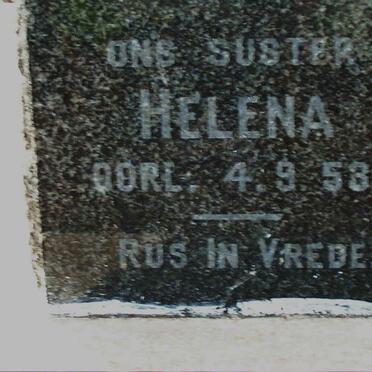 ONS SUSTER
HELENA
OORL. 4.9.58
RUS IN VREDE